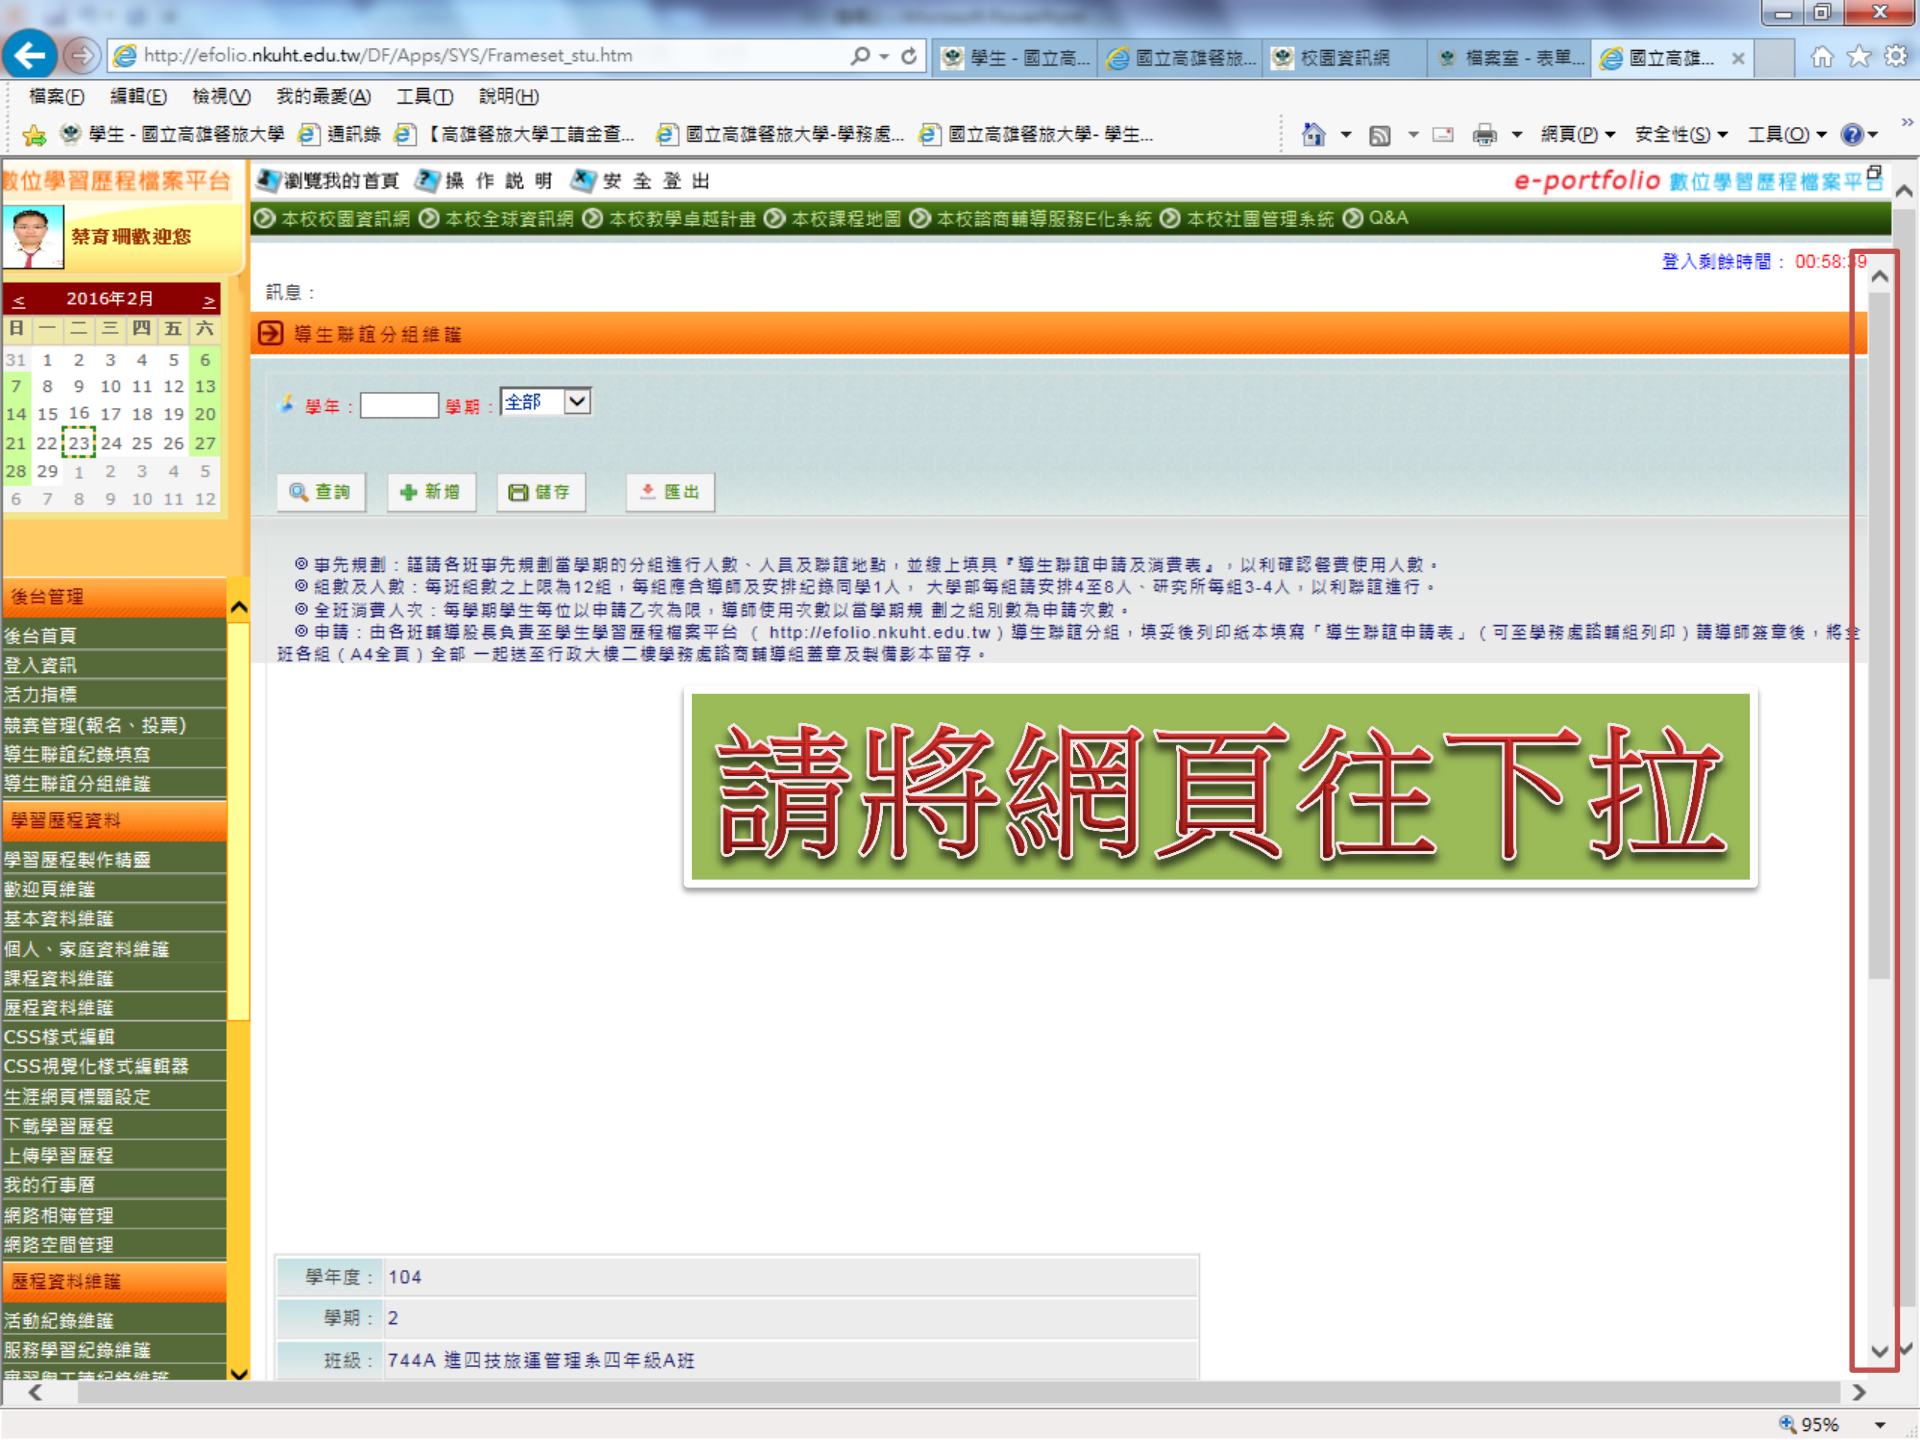 http://efolio.nkuht.edu.tw/DF/Apps/SYS/Frameset_stu.htm
學生 - 國立高...
國立高雄餐旅...
校園資訊網
檔案室 - 表單...
國立高雄...
檔案(F) 編輯(E) 檢視(V) 我的最愛(A) 工具(T) 說明(H)
學生 - 國立高雄餐旅大學 通訊錄 【高雄餐旅大學工讀金查... 國立高雄餐旅大學-學務處... 國立高雄餐旅大學- 學生...
網頁(P) 安全性(S) 工具(O)
數位學習歷程檔案平台
瀏覽我的首頁 操作說明 安全登出
e-portfolio 數位學習歷程檔案平台
本校校園資訊網 本校全球資訊網 本校教學卓越計畫 本校課程地圖 本校諮商輔導服務E化系統 本校社團管理系統 Q&A
蔡育珊歡迎您
登入剩餘時間： 00:58:39
訊息：
< 2016年2月 >
日 一 二 三 四 五 六
31 1 2 3 4 5 6
7 8 9 10 11 12 13
14 15 16 17 18 19 20
21 22 23 24 25 26 27
28 29 1 2 3 4 5
6 7 8 9 10 11 12
導生聯誼分組維護
學年： 學期： 全部
查詢 新增 儲存 匯出
◎事先規劃：謹請各班事先規劃當學期的分組進行人數、人員及聯誼地點，並線上填具『導生聯誼申請及消費表』，以利確認餐費使用人數。
◎組數及人數：每班組數之上限為12組，每組應含導師及安排紀錄同學1人， 大學部每組請安排4至8人、研究所每組3-4人，以利聯誼進行。
◎全班消費人次：每學期學生每位以申請乙次為限，導師使用次數以當學期規 劃之組別數為申請次數。
◎申請：由各班輔導股長負責至學生學習歷程檔案平台 （ http://efolio.nkuht.edu.tw）導生聯誼分組，填妥後列印紙本填寫「導生聯誼申請表」（可至學務處諮輔組列印）請導師簽章後，將全
班各組（A4全頁）全部 一起送至行政大樓二樓學務處諮商輔導組蓋章及製備影本留存。
請將網頁往下拉
後台管理
後台首頁
登入資訊
活力指標
競賽管理(報名、投票)
導生聯誼紀錄填寫
導生聯誼分組維護
學習歷程資料
學習歷程製作精靈
歡迎頁維護
基本資料維護
個人、家庭資料維護
課程資料維護
歷程資料維護
CSS樣式編輯
CSS視覺化樣式編輯器
生涯網頁標題設定
下載學習歷程
上傳學習歷程
我的行事曆
網路相簿管理
網路空間管理
歷程資料維護
活動紀錄維護
服務學習紀錄維護
學年度： 104
學期： 2
班級： 744A 進四技旅運管理系四年級A班
95%